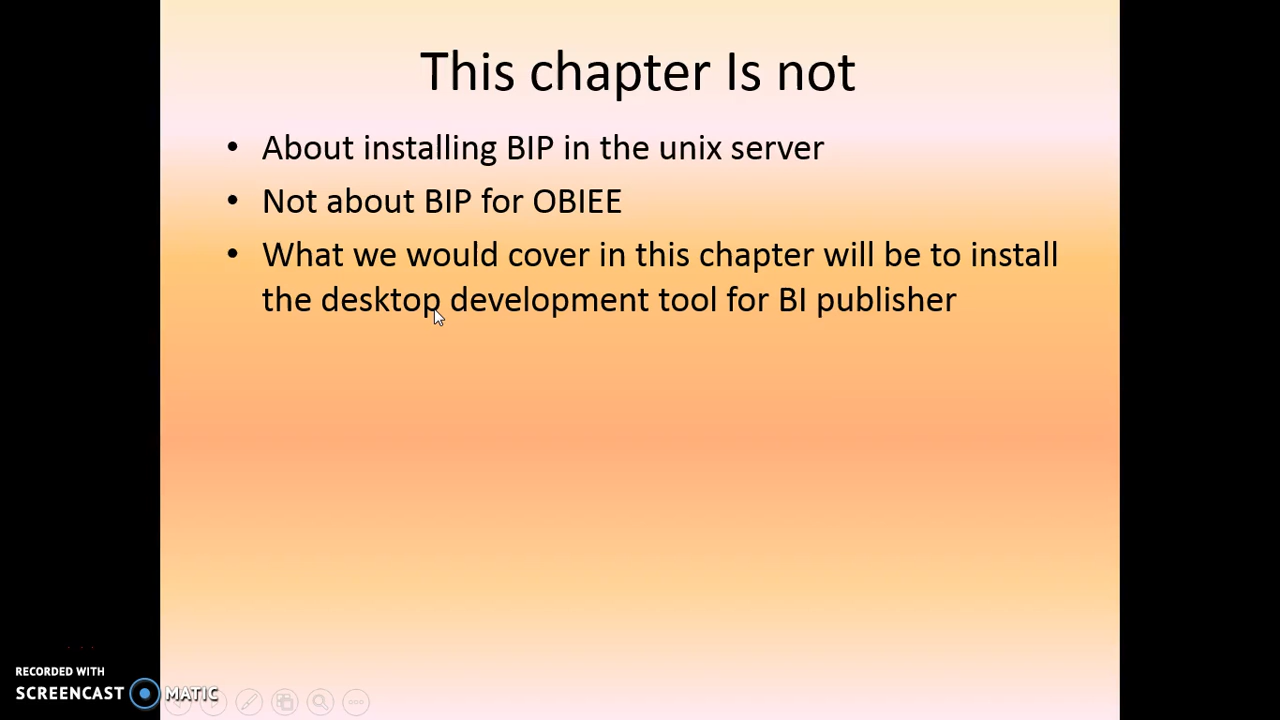 This chapter Is not
• About installing BIP in the unix server
• Not about BIP for OBIEE
• What we would cover in this chapter will be to install
the desktop development tool for BI publisher
RECORDED WITH
SCREENCAST MATIC